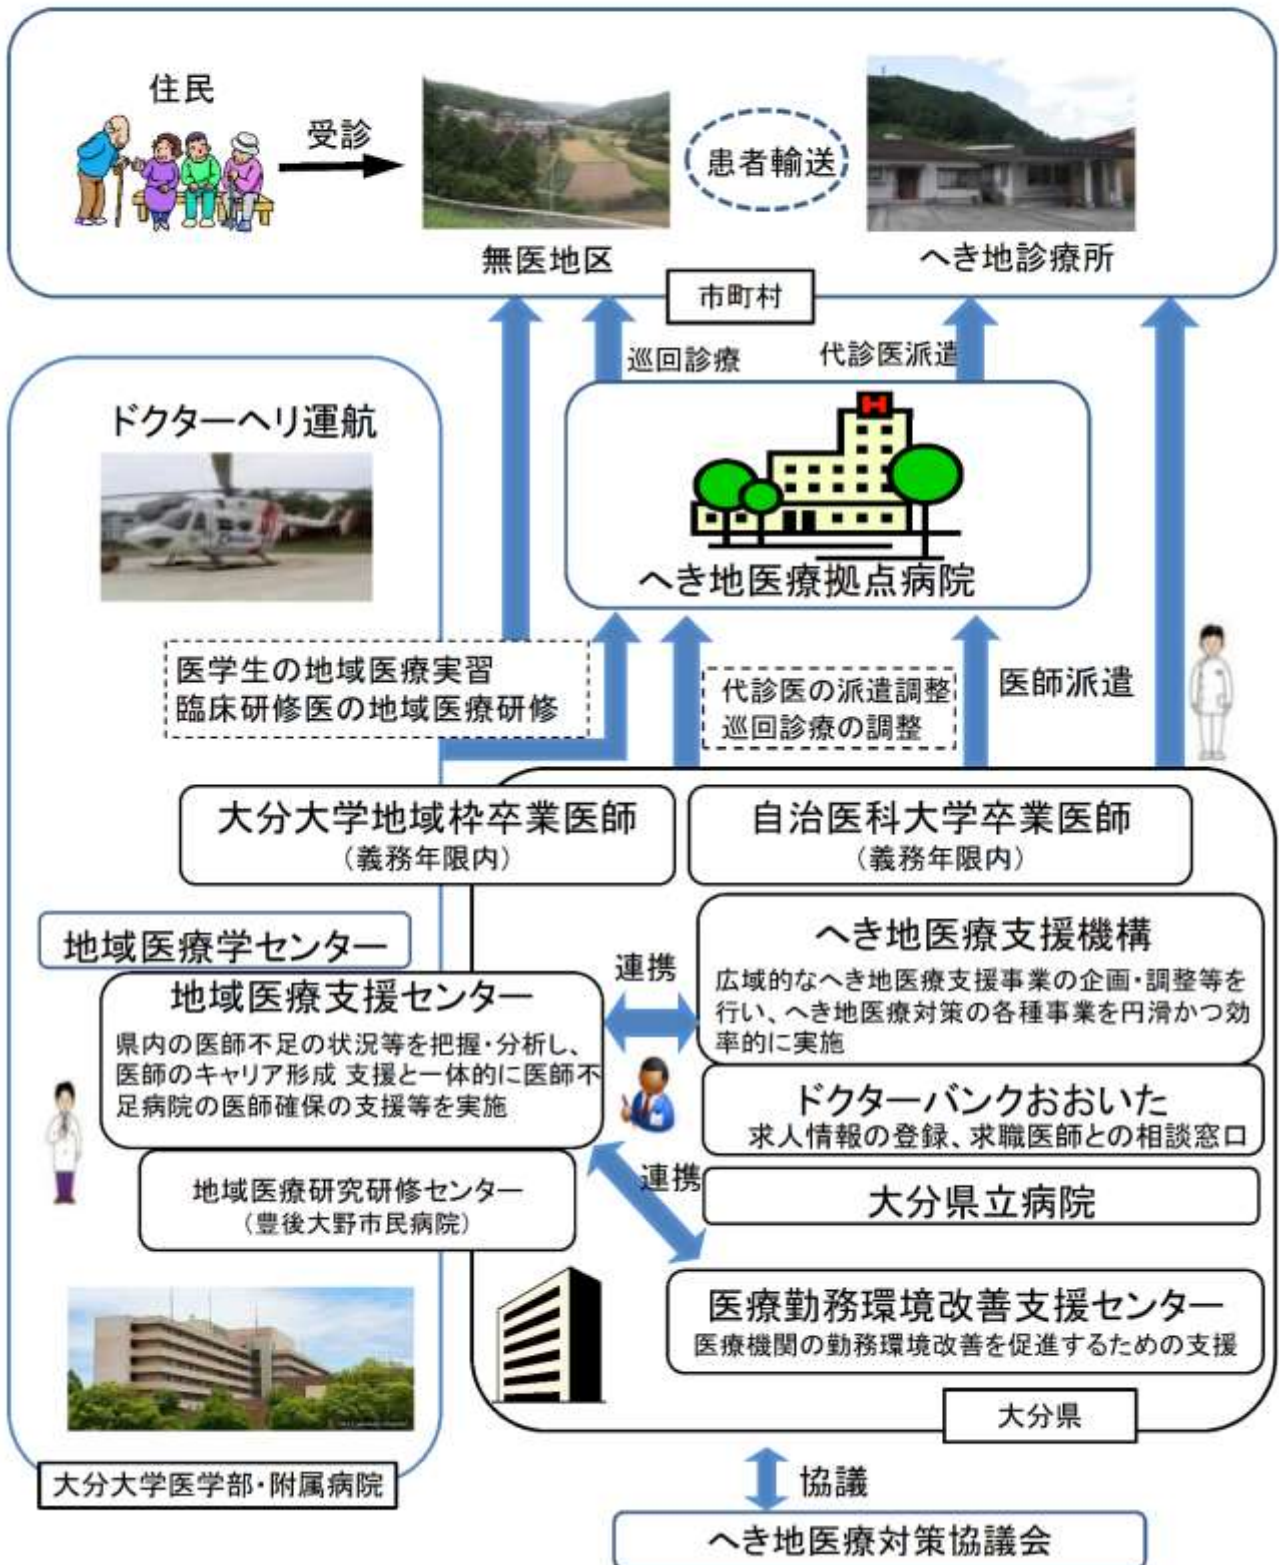 住民
受診
患者輸送
無医地区
へき地診療所
市町村
巡回診療
代診医派遣
ドクターヘリ運航
H
へき地医療拠点病院
医学生の地域医療実習
臨床研修医の地域医療研修
代診医の派遣調整
巡回診療の調整
医師派遣
大分大学地域枠卒業医師
(義務年限内)
自治医科大学卒業医師
(義務年限内)
地域医療学センター
地域医療支援センター
県内の医師不足の状況等を把握・分析し、
医師のキャリア形成 支援と一体的に医師不
足病院の医師確保の支援等を実施
連携
へき地医療支援機構
広域的なへき地医療支援事業の企画・調整等を
行い、へき地医療対策の各種事業を円滑かつ効
率的に実施
ドクターバンクおおいた
求人情報の登録、求職医師との相談窓口
地域医療研究研修センター
(豊後大野市民病院)
連携
大分県立病院
医療勤務環境改善支援センター
医療機関の勤務環境改善を促進するための支援
大分県
大分大学医学部・附属病院
協議
へき地医療対策協議会